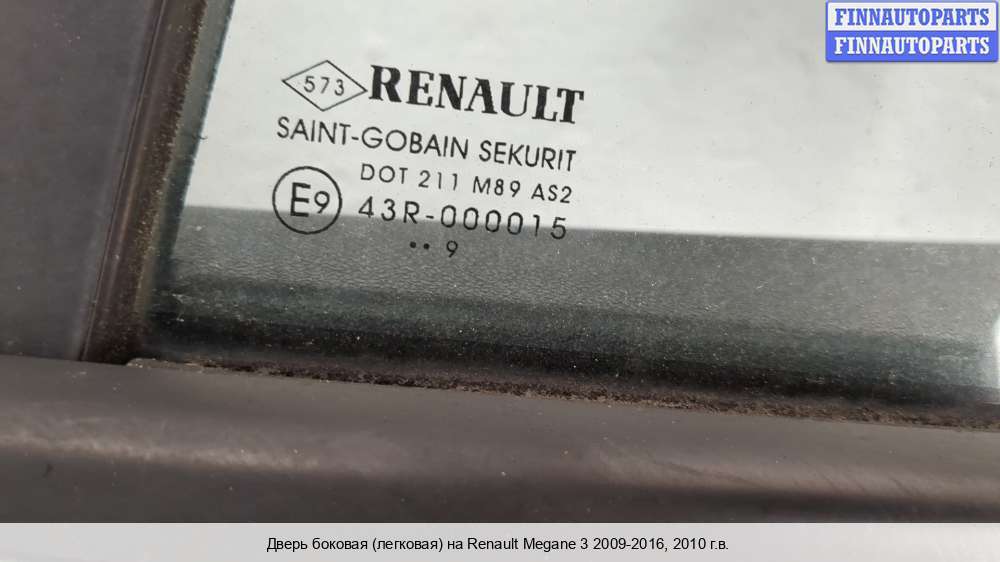 FINNAUTOPARTS
FINNAUTOPARTS
573 RENAULT
SAINT-GOBAIN SEKURIT
DOT 211 M89 AS2
E9 43R-000015
•• 9
Дверь боковая (легковая) на Renault Megane 3 2009-2016, 2010 г.в.